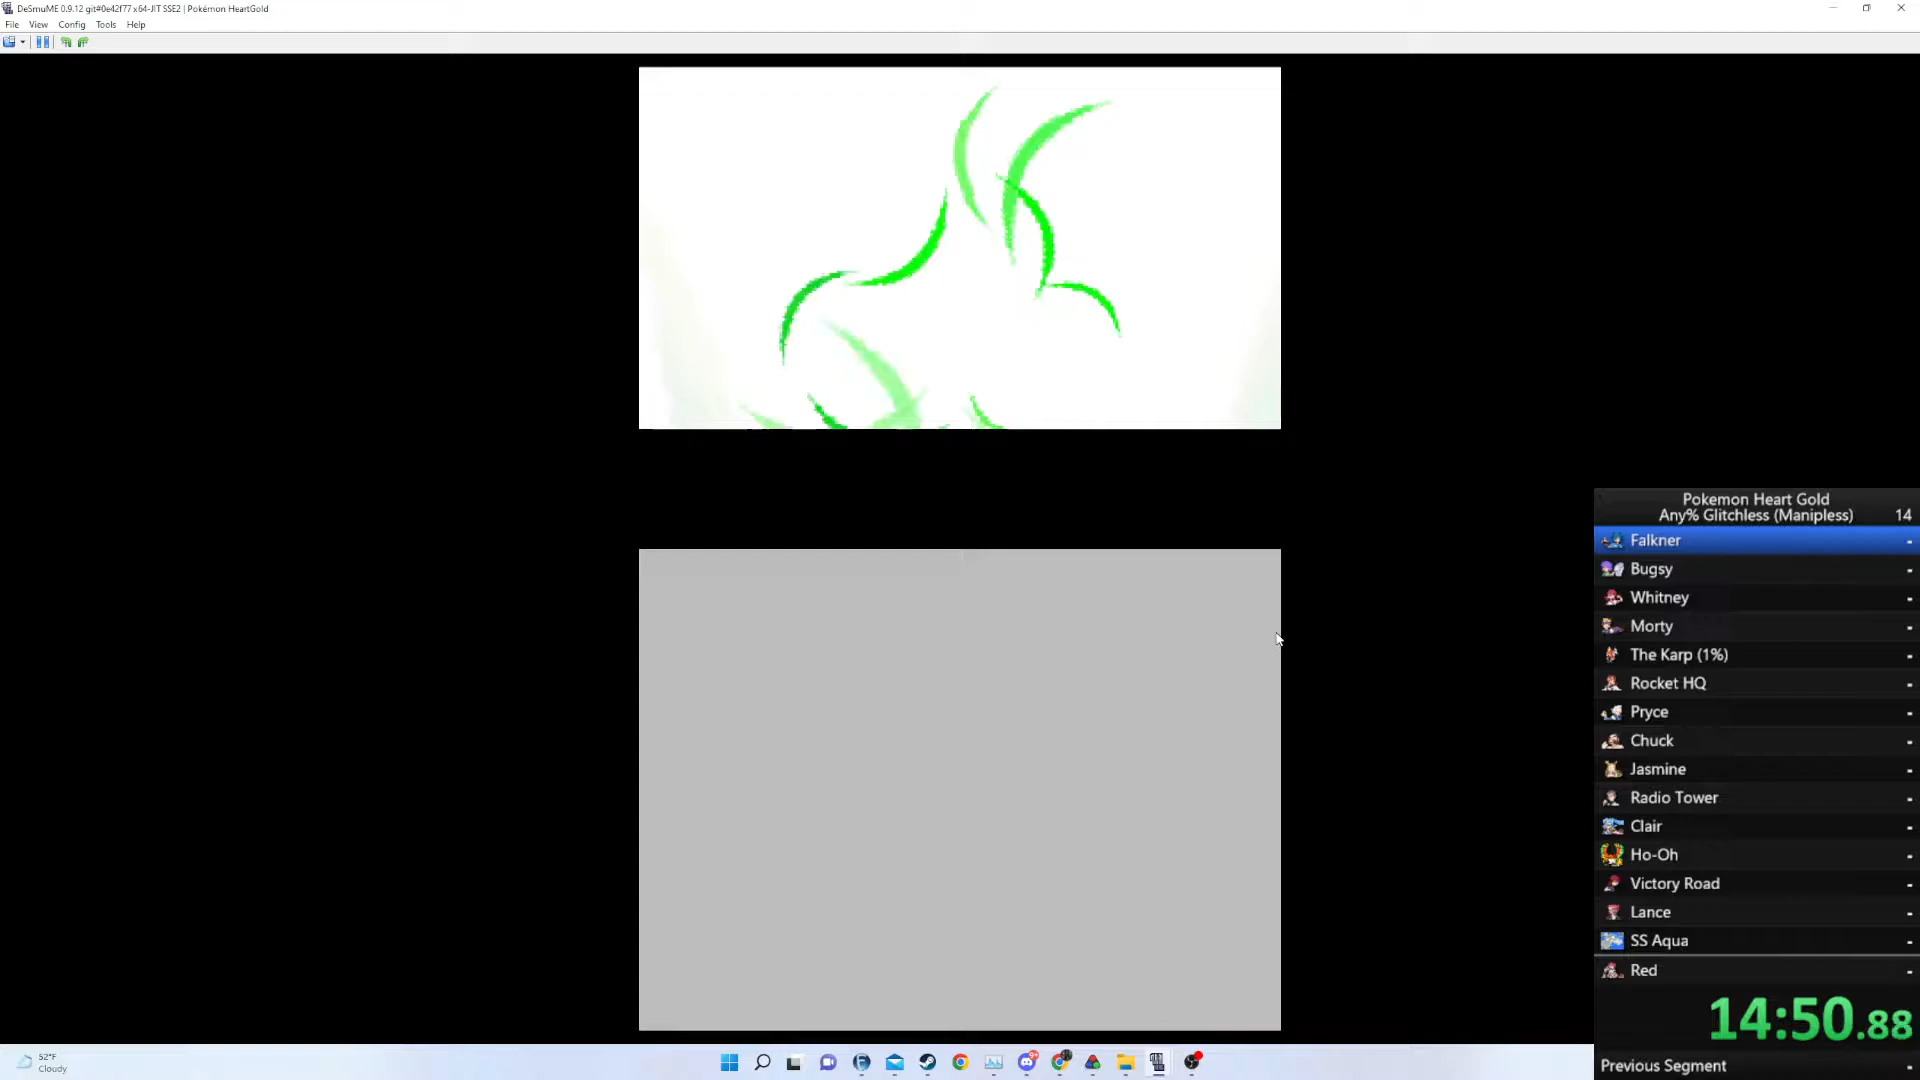 DeSmuME 0.9.12 git#0e42f77 x64-JIT SSE2 | Pokémon HeartGold
File View Config Tools Help
Pokemon Heart Gold
Any% Glitchless (Manipless) 14
Falkner -
Bugsy -
Whitney -
Morty -
The Karp (1%) -
Rocket HQ -
Pryce -
Chuck -
Jasmine -
Radio Tower -
Clair -
Ho-Oh -
Victory Road -
Lance -
SS Aqua -
Red -
14:50.88
Previous Segment -
52°F
Cloudy